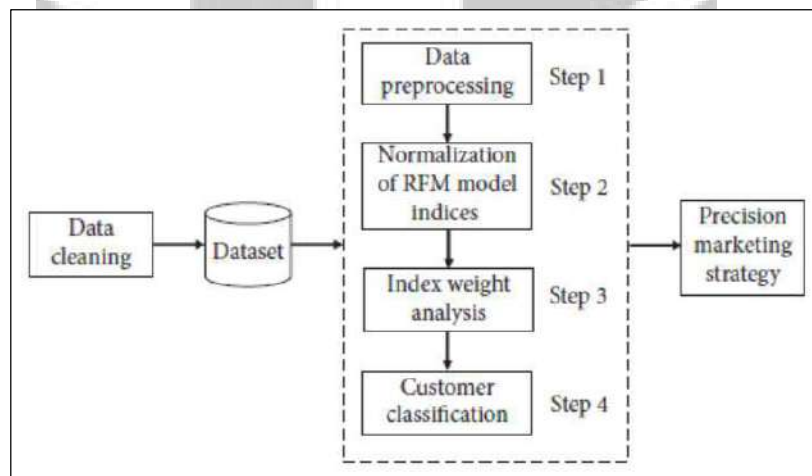 Data
cleaning
Dataset
Data
preprocessing
Step 1
Normalization
of RFM model
indices
Step 2
Index weight
analysis
Step 3
Customer
classification
Step 4
Precision
marketing
strategy